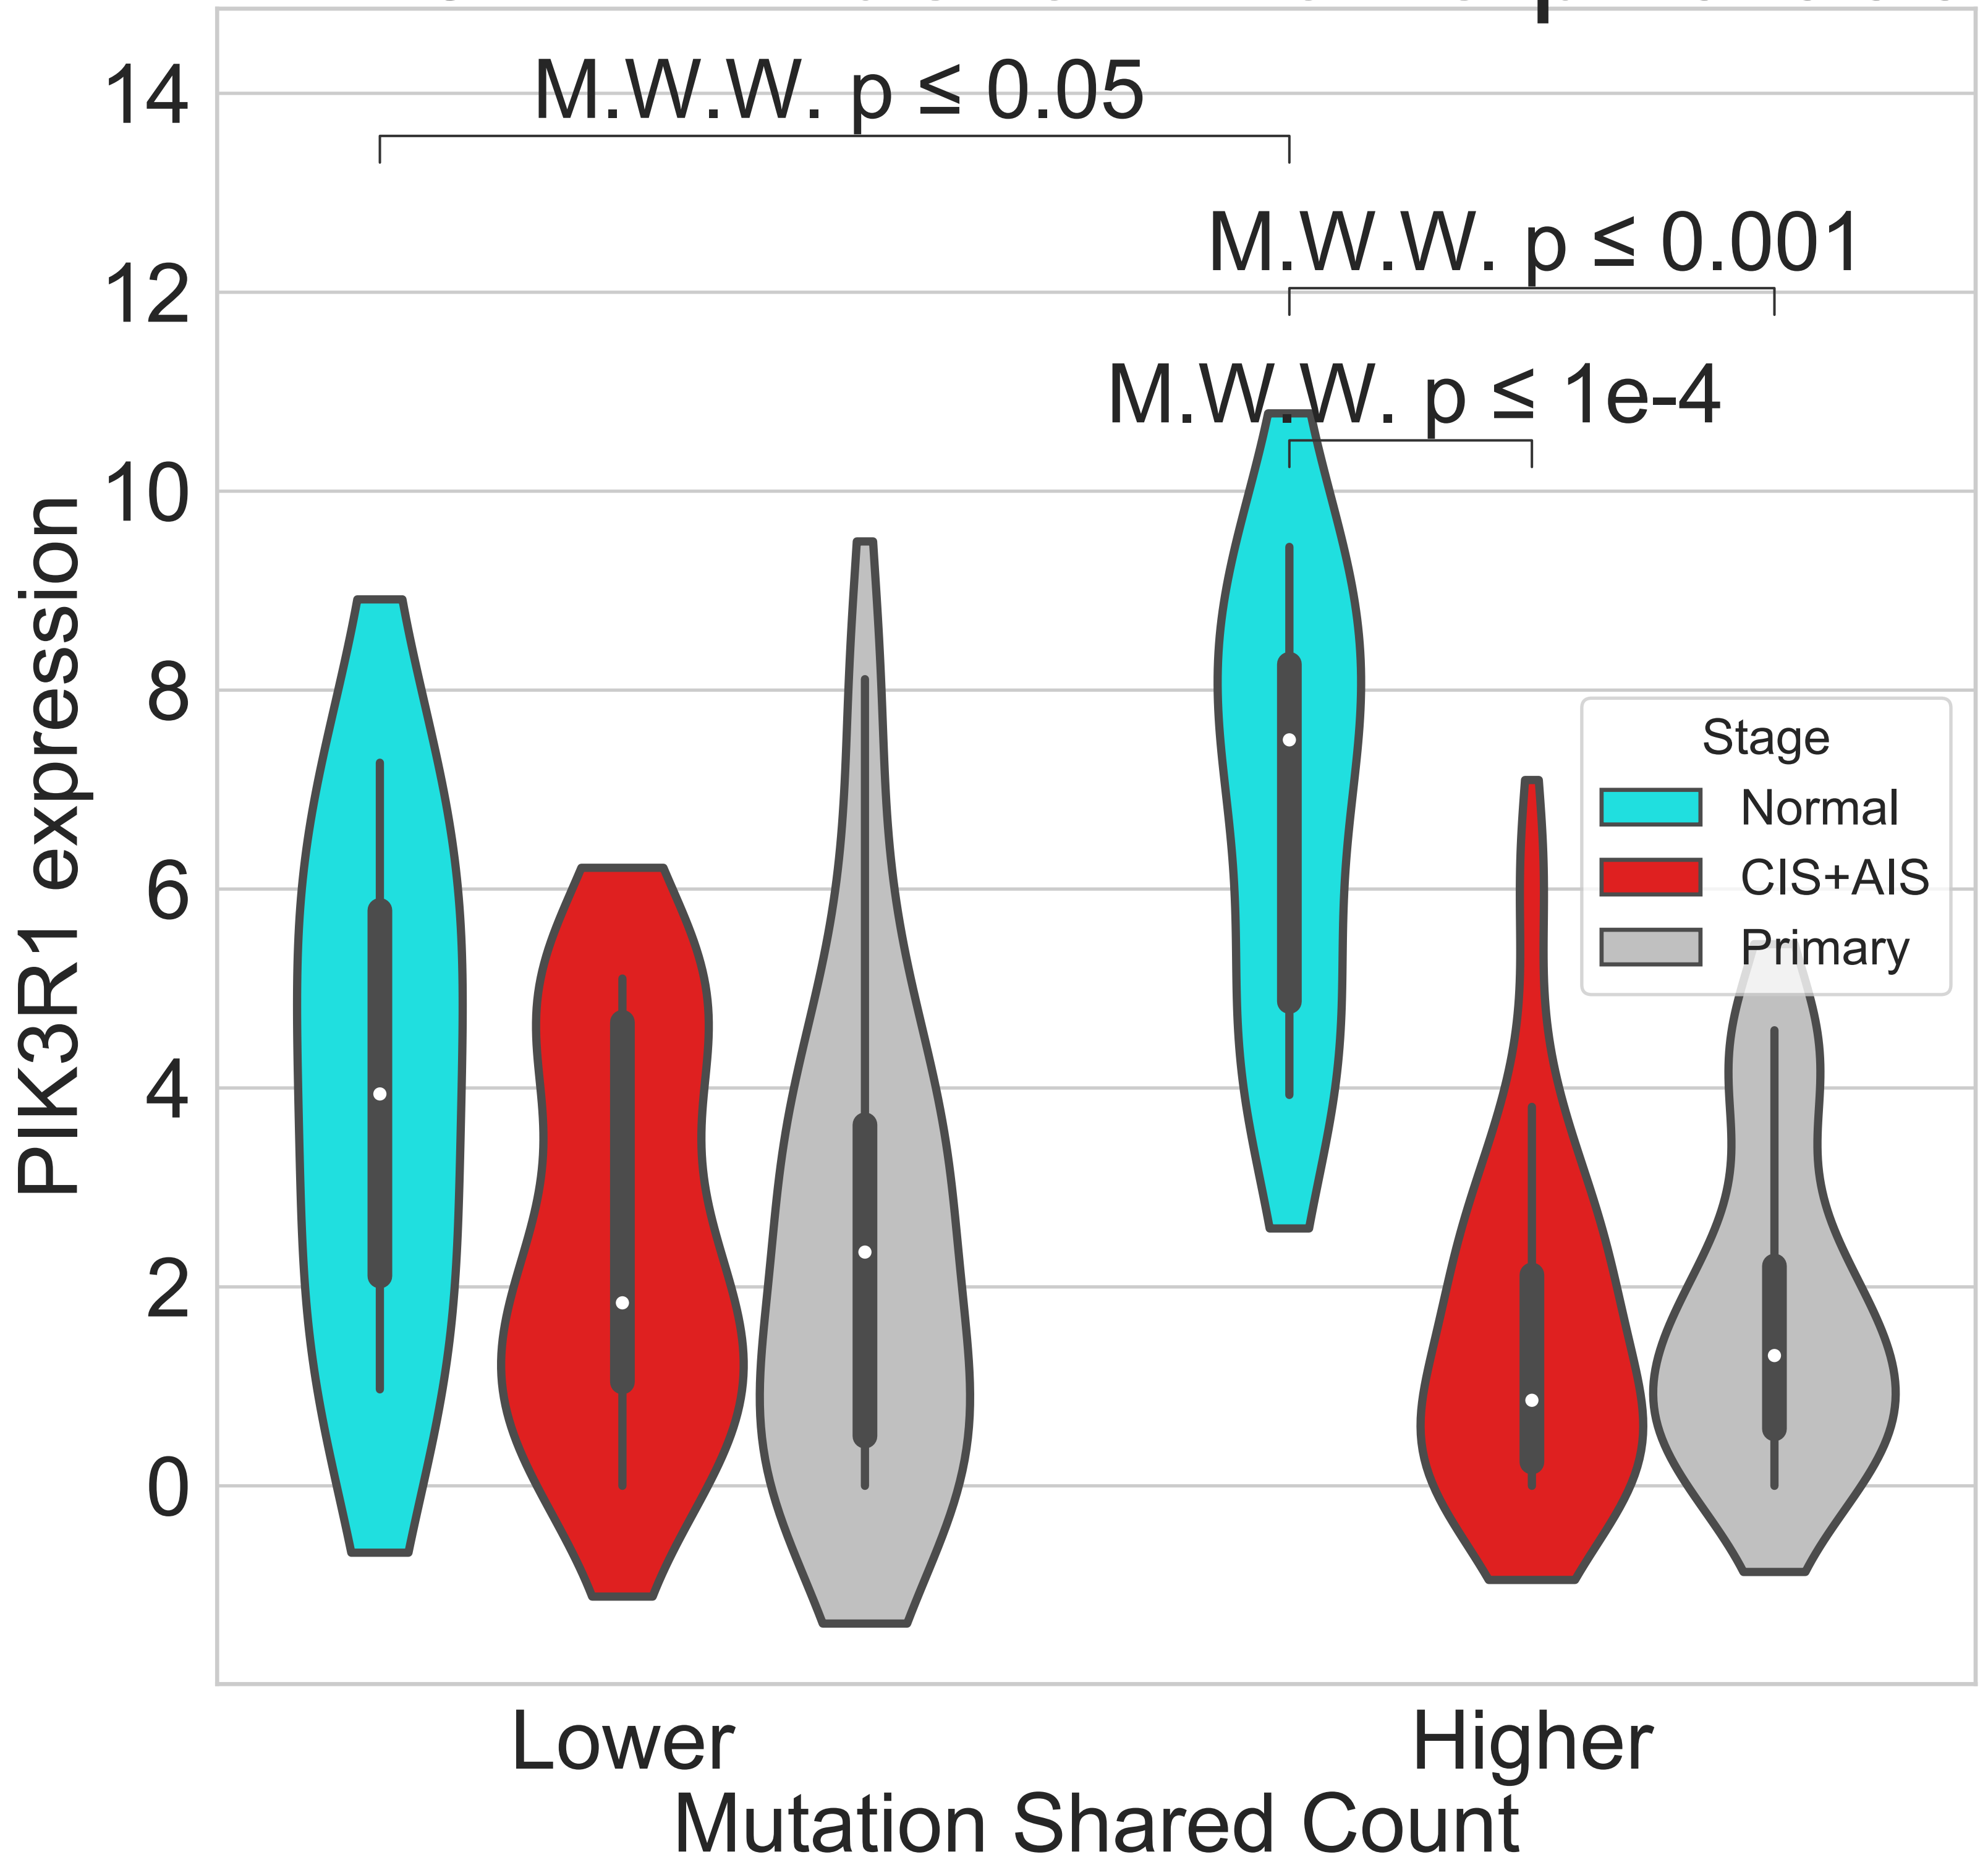 M.W.W. p ≤ 0.05
M.W.W. p ≤ 0.001
M.W.W. p ≤ 1e-4
14
12
10
8
6
4
2
0
PIK3R1 expression
Stage
Normal
CIS+AIS
Primary
Lower
Higher
Mutation Shared Count